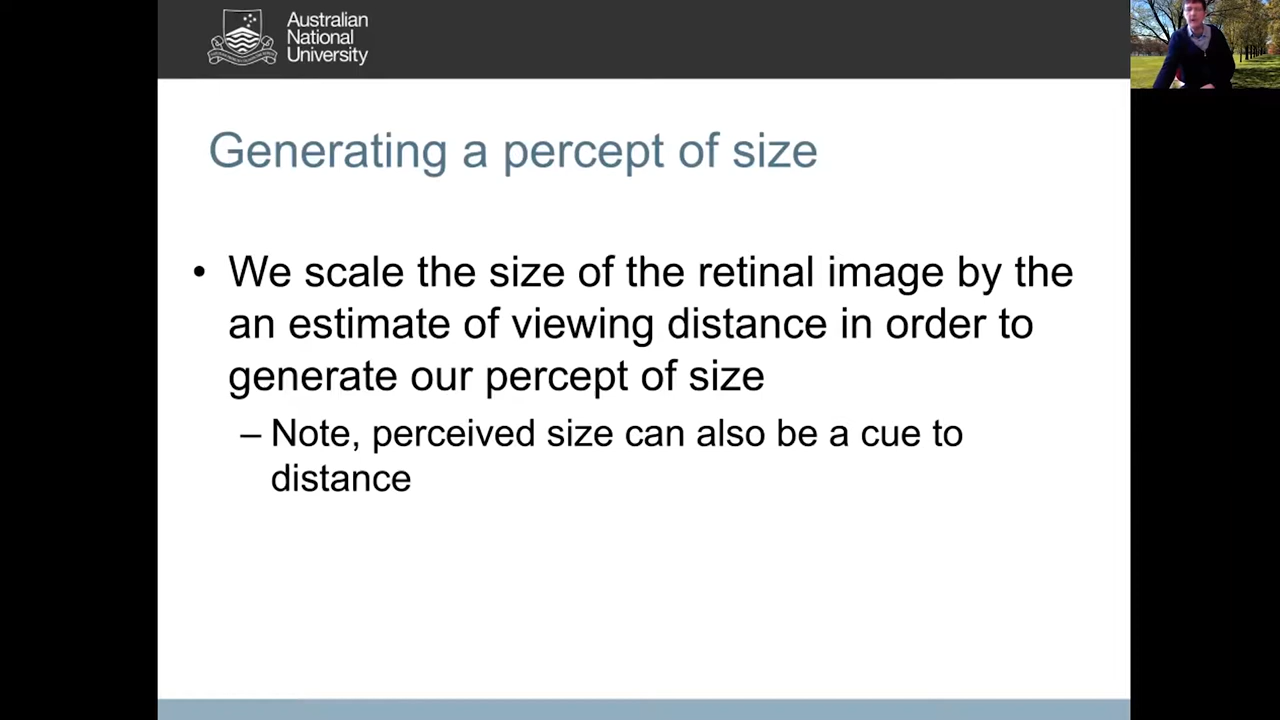 Australian
National
University
Generating a percept of size
• We scale the size of the retinal image by the
an estimate of viewing distance in order to
generate our percept of size
– Note, perceived size can also be a cue to
distance